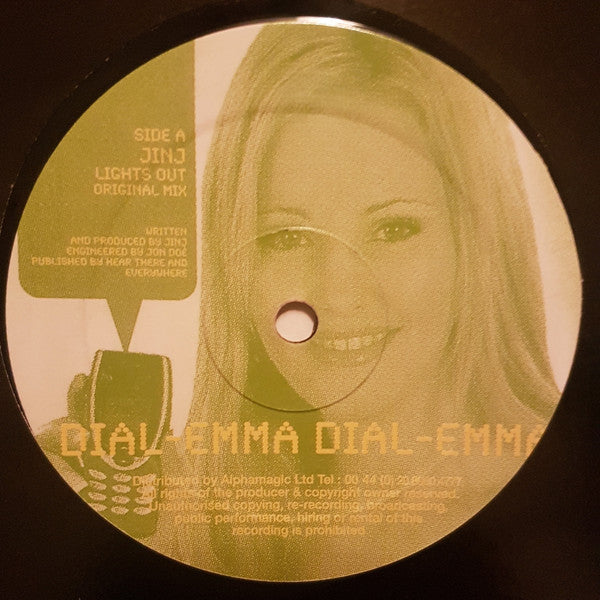 SIDE A
JINJ
LIGHTS OUT
ORIGINAL MIX
WRITTEN
AND PRODUCED BY JINJ
ENGINEERED BY JON DOE
PUBLISHED BY HEAR THERE AND
EVERYWHERE
DIAL-EMMA DIAL-EMMA
Distributed by Alphamagic Ltd Tel : 00 44 (0)
All rights of the producer & copyright owner reserved.
Unauthorised copying, re-recording, broadcasting,
public performance, hiring or rental of this
recording is prohibited